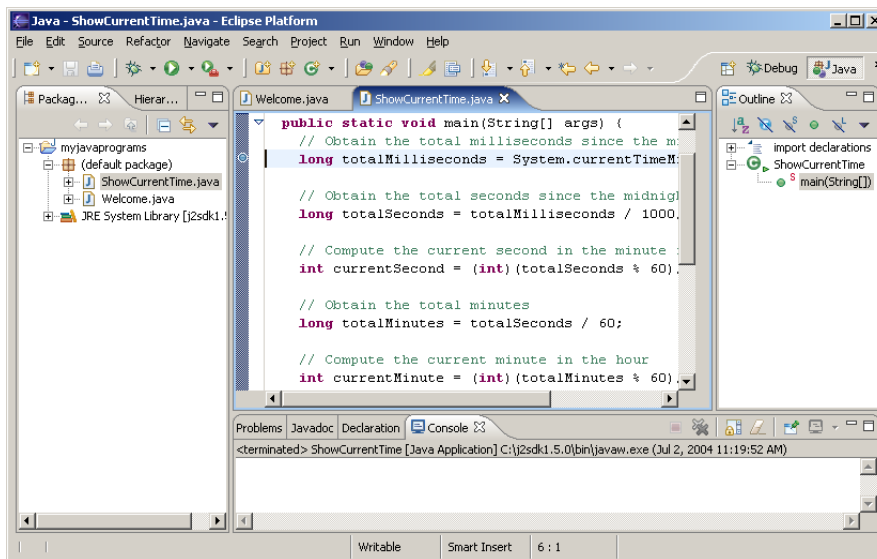 Java - ShowCurrentTime.java - Eclipse Platform
File Edit Source Refactor Navigate Search Project Run Window Help
Debug Java
Packag... Hierar...
myjavaprograms
(default package)
ShowCurrentTime.java
Welcome.java
JRE System Library [j2sdk1.5
Welcome.java ShowCurrentTime.java
public static void main(String[] args) {
// Obtain the total milliseconds since the m
long totalMilliseconds = System.currentTimeM
// Obtain the total seconds since the midnigh
long totalSeconds = totalMilliseconds / 1000
// Compute the current second in the minute
int currentSecond = (int)(totalSeconds % 60)
// Obtain the total minutes
long totalMinutes = totalSeconds / 60;
// Compute the current minute in the hour
int currentMinute = (int)(totalMinutes % 60)
Outline
import declarations
ShowCurrentTime
main(String[])
Problems Javadoc Declaration Console
<terminated> ShowCurrentTime [Java Application] C:\j2sdk1.5.0\bin\javaw.exe (Jul 2, 2004 11:19:52 AM)
Writable Smart Insert 6 : 1